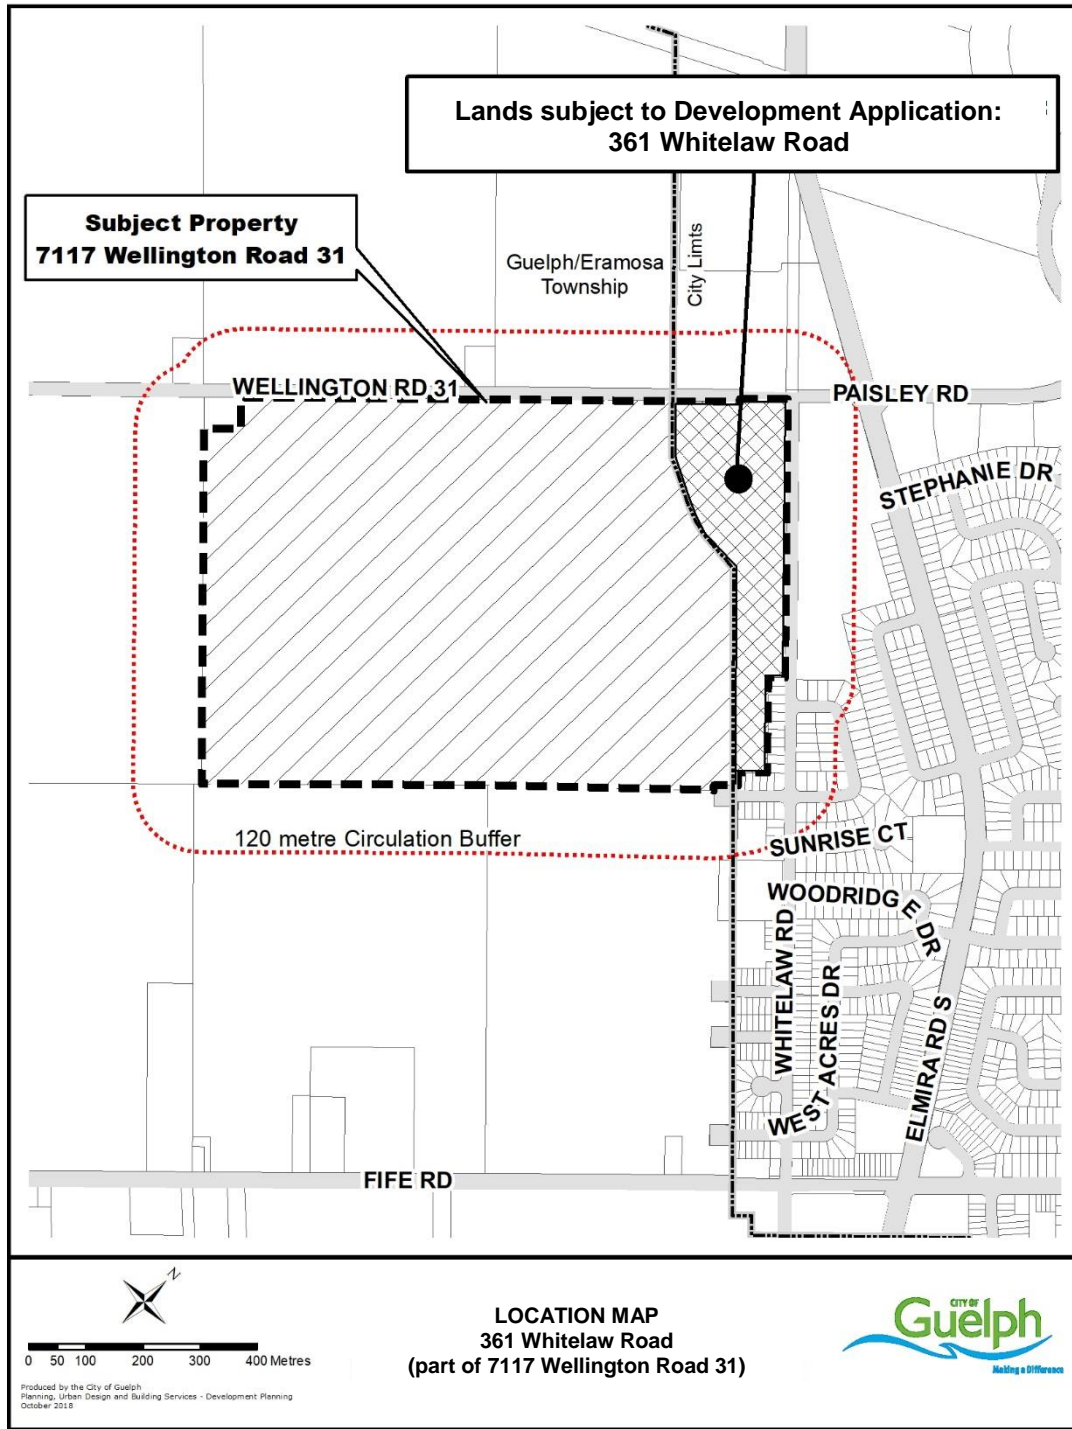 Lands subject to Development Application:
361 Whitelaw Road
Subject Property
7117 Wellington Road 31
Guelph/Eramosa
Township
City Limts
WELLINGTON RD 31
PAISLEY RD
STEPHANIE DR
120 metre Circulation Buffer
SUNRISE CT
WOODRIDGE DR
WHITELAW RD
WEST ACRES DR
ELMIRA RD S
FIFE RD
N
0 50 100 200 300 400 Metres
Produced by the City of Guelph
Planning, Urban Design and Building Services - Development Planning
October 2018
LOCATION MAP
361 Whitelaw Road
(part of 7117 Wellington Road 31)
CITY OF
Guelph
Making a Difference